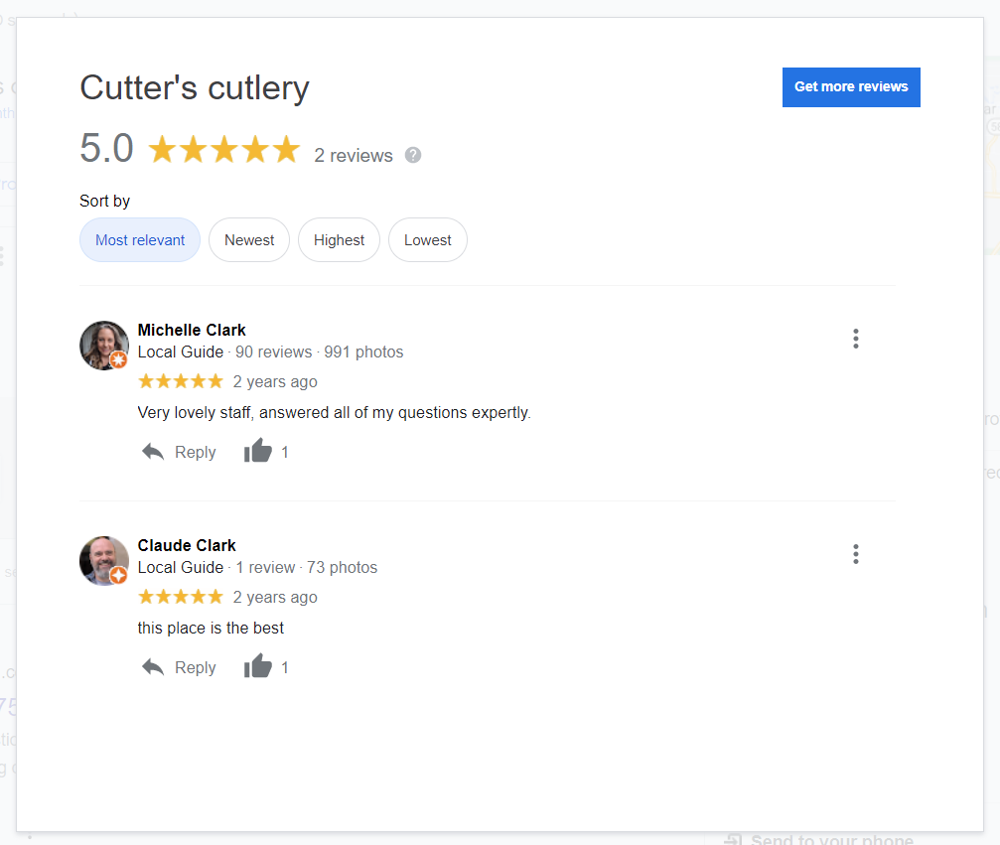 Cutter's cutlery
Get more reviews
5.0 2 reviews
Sort by
Most relevant Newest Highest Lowest
Michelle Clark
Local Guide · 90 reviews · 991 photos
2 years ago
Very lovely staff, answered all of my questions expertly.
Reply 1
Claude Clark
Local Guide · 1 review · 73 photos
2 years ago
this place is the best
Reply 1
Send to your phone